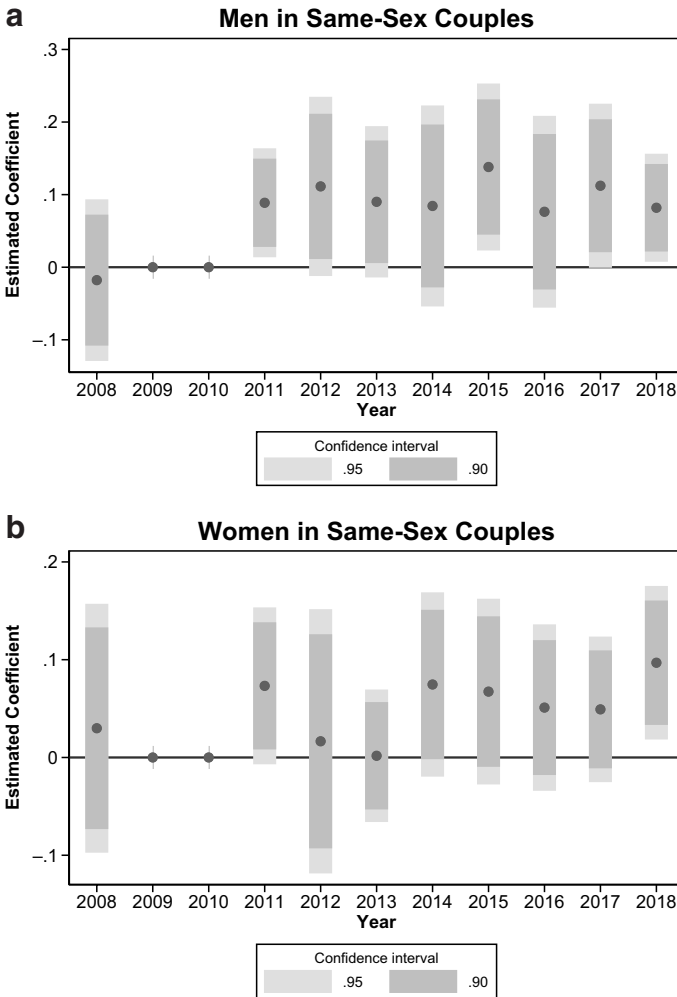 a
Men in Same-Sex Couples
.3
.2
.1
0
–.1
Estimated Coefficient
2008 2009 2010 2011 2012 2013 2014 2015 2016 2017 2018
Year
Confidence interval
.95 .90
b
Women in Same-Sex Couples
.2
.1
0
–.1
Estimated Coefficient
2008 2009 2010 2011 2012 2013 2014 2015 2016 2017 2018
Year
Confidence interval
.95 .90